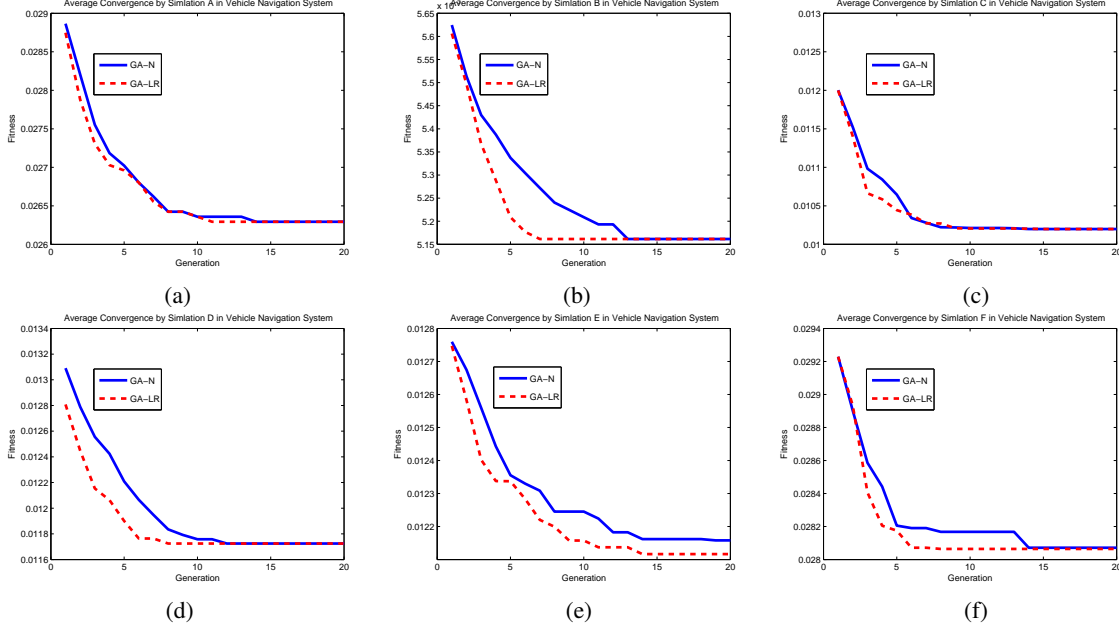 Average Convergence by Simlation A in Vehicle Navigation System
0.029
0.0285
0.028
0.0275
0.027
0.0265
0.026
Fitness
GA-N
GA-LR
0 5 10 15 20
Generation
(a)
Average Convergence by Simlation B in Vehicle Navigation System
5.65
5.6
5.55
5.5
5.45
5.4
5.35
5.3
5.25
5.2
5.15
Fitness
GA-N
GA-LR
0 5 10 15 20
Generation
(b)
Average Convergence by Simlation C in Vehicle Navigation System
0.013
0.0125
0.012
0.0115
0.011
0.0105
0.01
Fitness
GA-N
GA-LR
0 5 10 15 20
Generation
(c)
Average Convergence by Simlation D in Vehicle Navigation System
0.0134
0.0132
0.013
0.0128
0.0126
0.0124
0.0122
0.012
0.0118
0.0116
Fitness
GA-N
GA-LR
0 5 10 15 20
Generation
(d)
Average Convergence by Simlation E in Vehicle Navigation System
0.0128
0.0127
0.0126
0.0125
0.0124
0.0123
0.0122
Fitness
GA-N
GA-LR
0 5 10 15 20
Generation
(e)
Average Convergence by Simlation F in Vehicle Navigation System
0.0294
0.0292
0.029
0.0288
0.0286
0.0284
0.0282
0.028
Fitness
GA-N
GA-LR
0 5 10 15 20
Generation
(f)